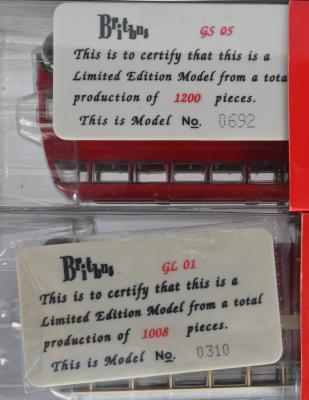 Britbus GS 05
This is to certify that this is a
Limited Edition Model from a total
production of 1200 pieces.
This is Model No. 0692
Britbus GL 01
This is to certify that this is a
Limited Edition Model from a total
production of 1008 pieces.
This is Model No. 0310